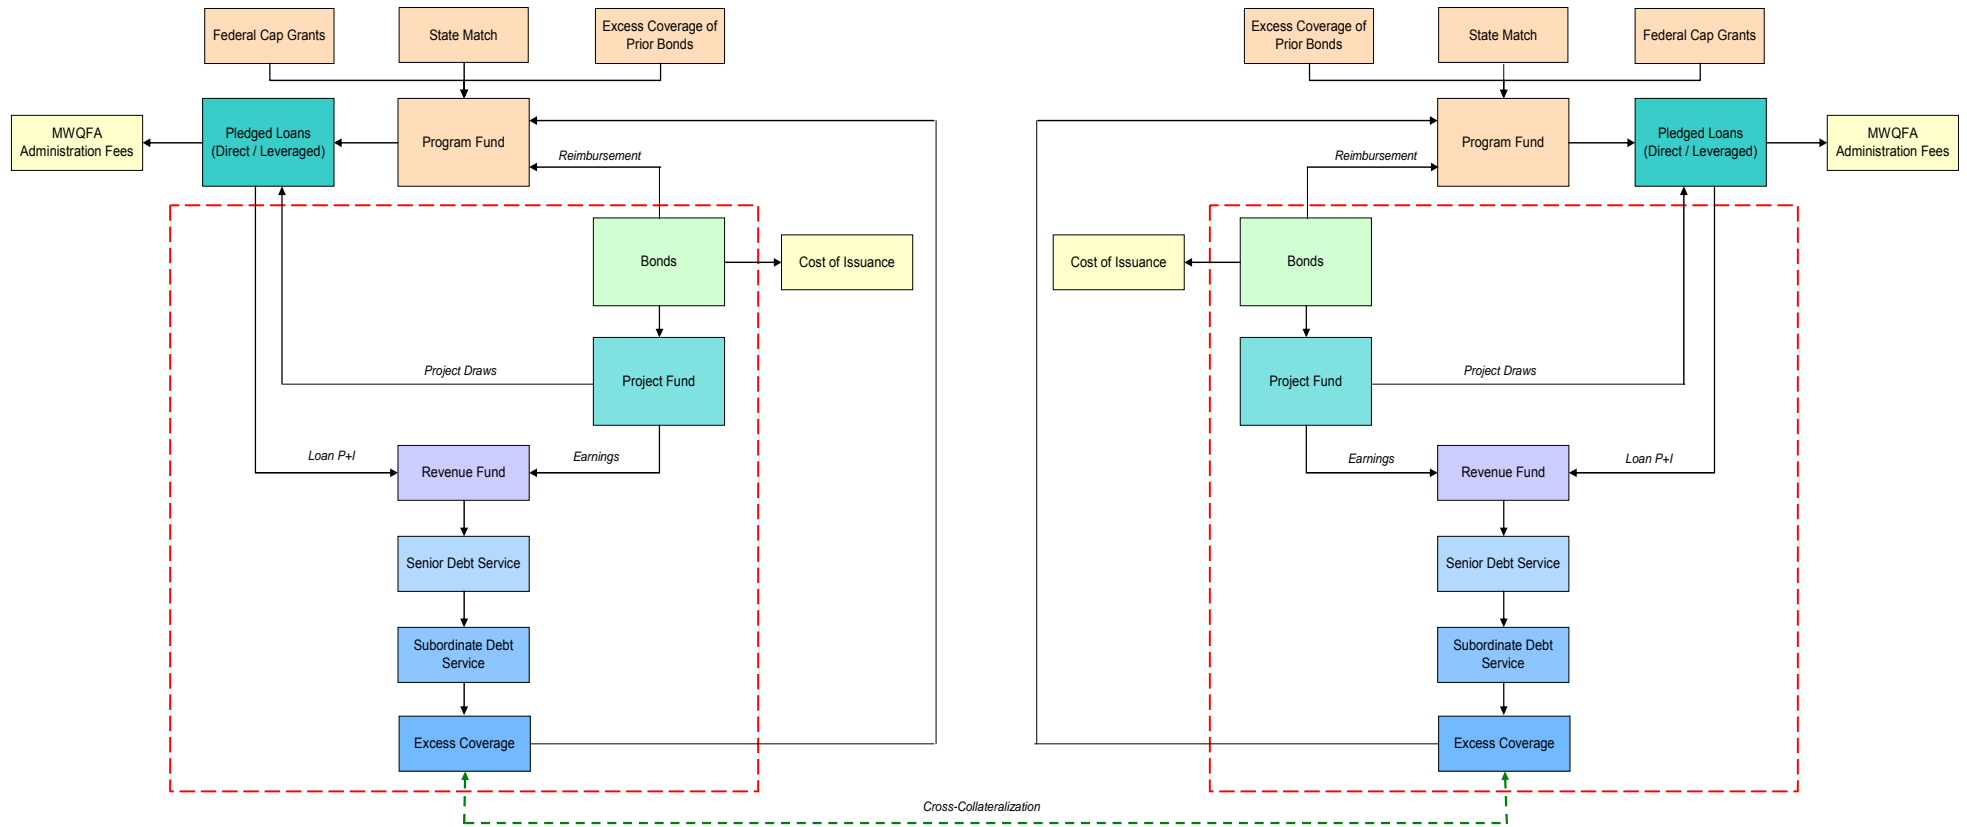 Federal Cap Grants
State Match
Excess Coverage of
Prior Bonds
Excess Coverage of
Prior Bonds
State Match
Federal Cap Grants
MWQFA
Administration Fees
Pledged Loans
(Direct / Leveraged)
Program Fund
Reimbursement
Reimbursement
Program Fund
Pledged Loans
(Direct / Leveraged)
MWQFA
Administration Fees
Bonds
Cost of Issuance
Cost of Issuance
Bonds
Project Draws
Project Fund
Project Fund
Project Draws
Loan P+I
Revenue Fund
Earnings
Earnings
Revenue Fund
Loan P+I
Senior Debt Service
Senior Debt Service
Subordinate Debt
Service
Subordinate Debt
Service
Excess Coverage
Excess Coverage
Cross-Collateralization